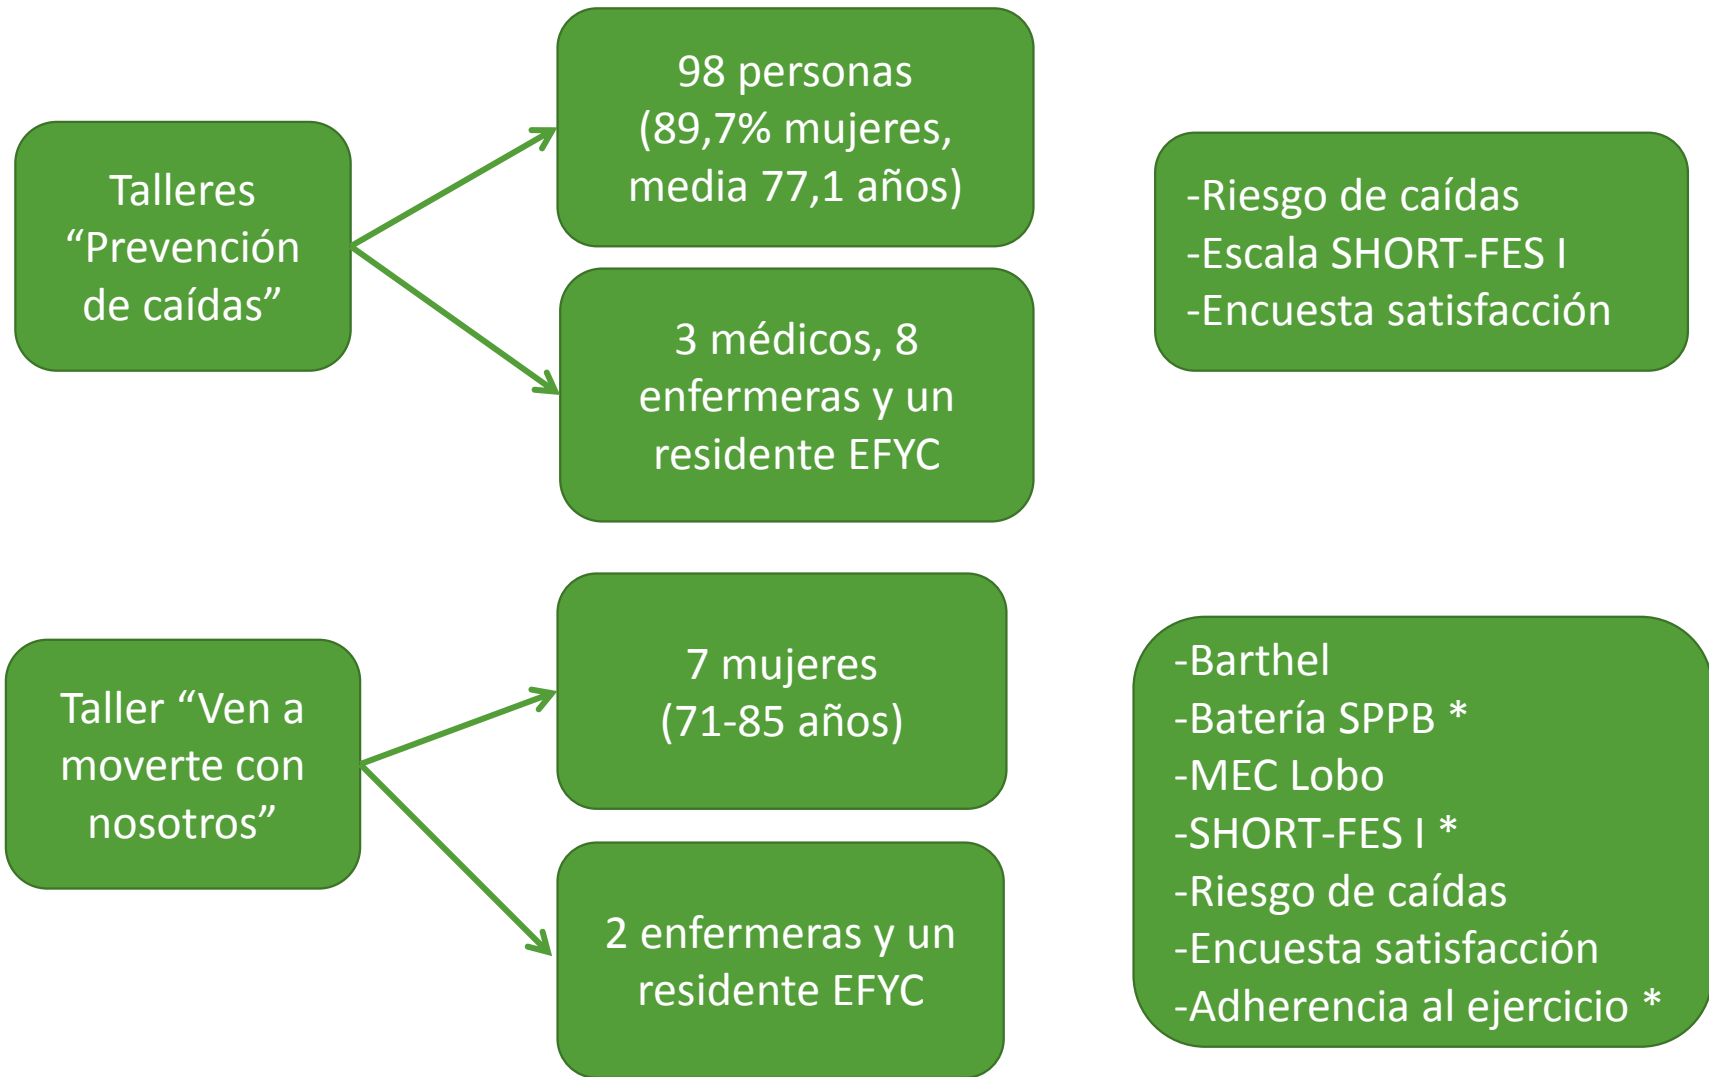 Talleres
“Prevención
de caídas”
98 personas
(89,7% mujeres,
media 77,1 años)
3 médicos, 8
enfermeras y un
residente EFYC
-Riesgo de caídas
-Escala SHORT-FES I
-Encuesta satisfacción
Taller “Ven a
moverte con
nosotros”
7 mujeres
(71-85 años)
2 enfermeras y un
residente EFYC
-Barthel
-Batería SPPB *
-MEC Lobo
-SHORT-FES I *
-Riesgo de caídas
-Encuesta satisfacción
-Adherencia al ejercicio *